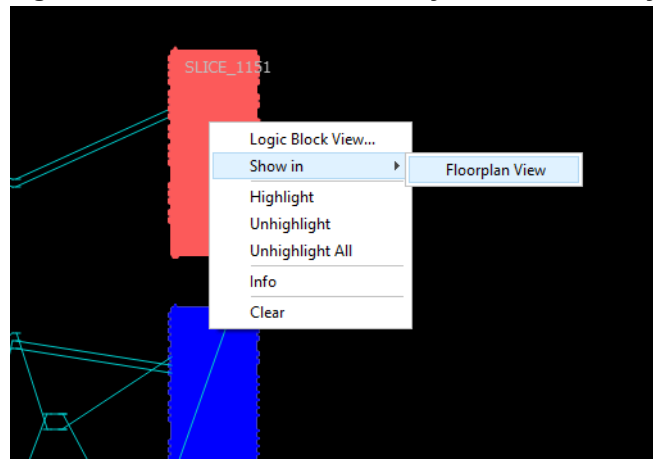 SLICE_1151
Logic Block View...
Show in
Floorplan View
Highlight
Unhighlight
Unhighlight All
Info
Clear